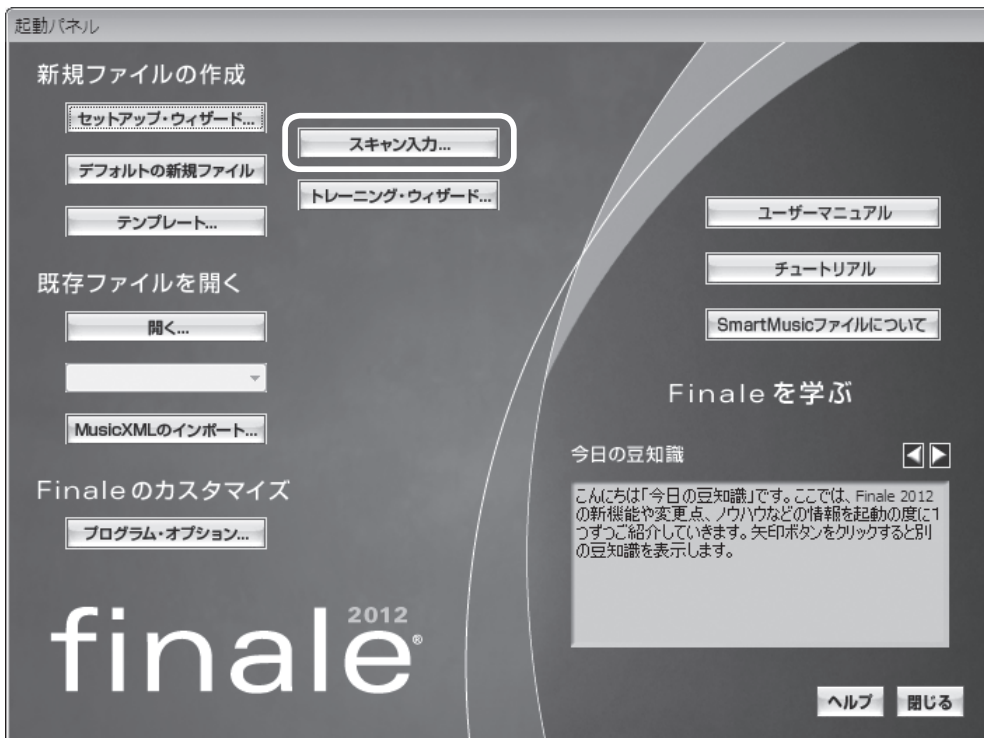 起動パネル
新規ファイルの作成
セットアップ・ウィザード...
スキャン入力...
デフォルトの新規ファイル
トレーニング・ウィザード...
テンプレート...
既存ファイルを開く
開く...
MusicXMLのインポート...
Finaleのカスタマイズ
プログラム・オプション...
finale®
2012
ユーザーマニュアル
チュートリアル
SmartMusicファイルについて
Finaleを学ぶ
今日の豆知識
こんにちは「今日の豆知識」です。ここでは、Finale 2012
の新機能や変更点、ノウハウなどの情報を起動の度に1
つずつご紹介していきます。矢印ボタンをクリックすると別
の豆知識を表示します。
ヘルプ
閉じる